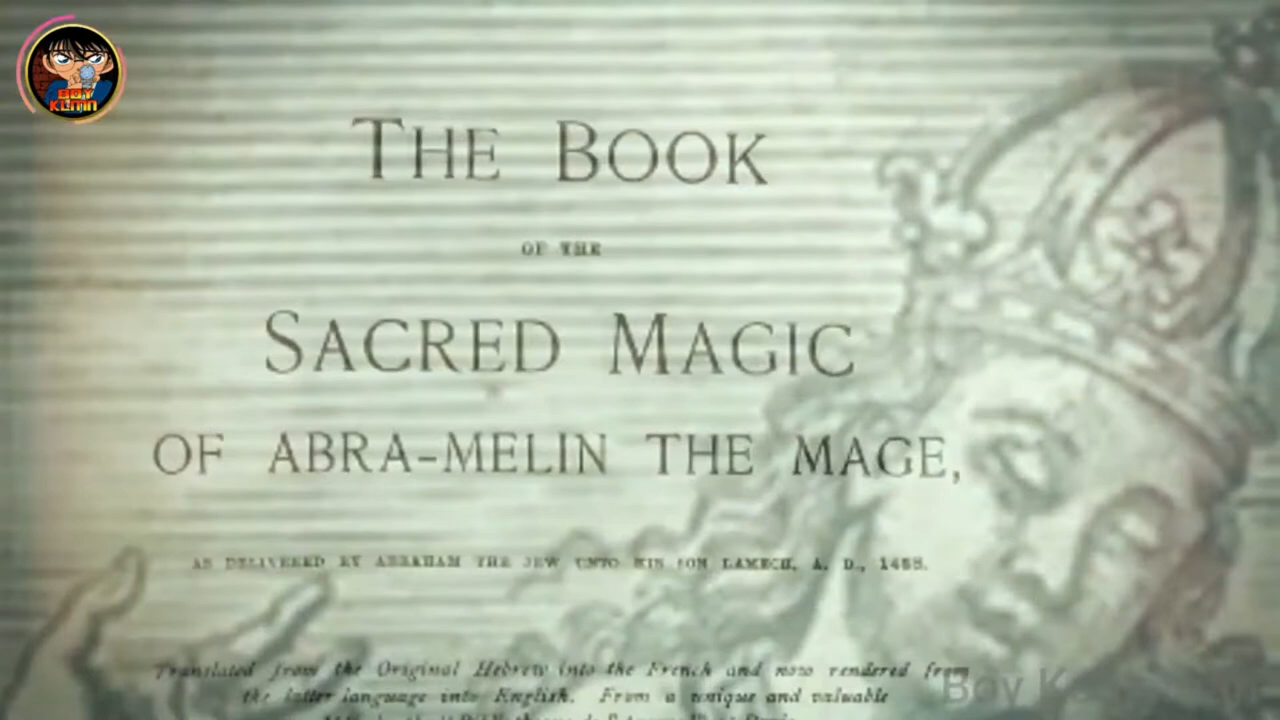 BOY
THE BOOK
OF THE
SACRED MAGIC
OF ABRA-MELIN THE MAGE,
AS DELIVERED BY ABRAHAM THE JEW UNTO HIS SON LAMECH, A. D., 1458.
Translated from the Original Hebrew into the French and now rendered from
the latter language into English. From a unique and valuable
Boy